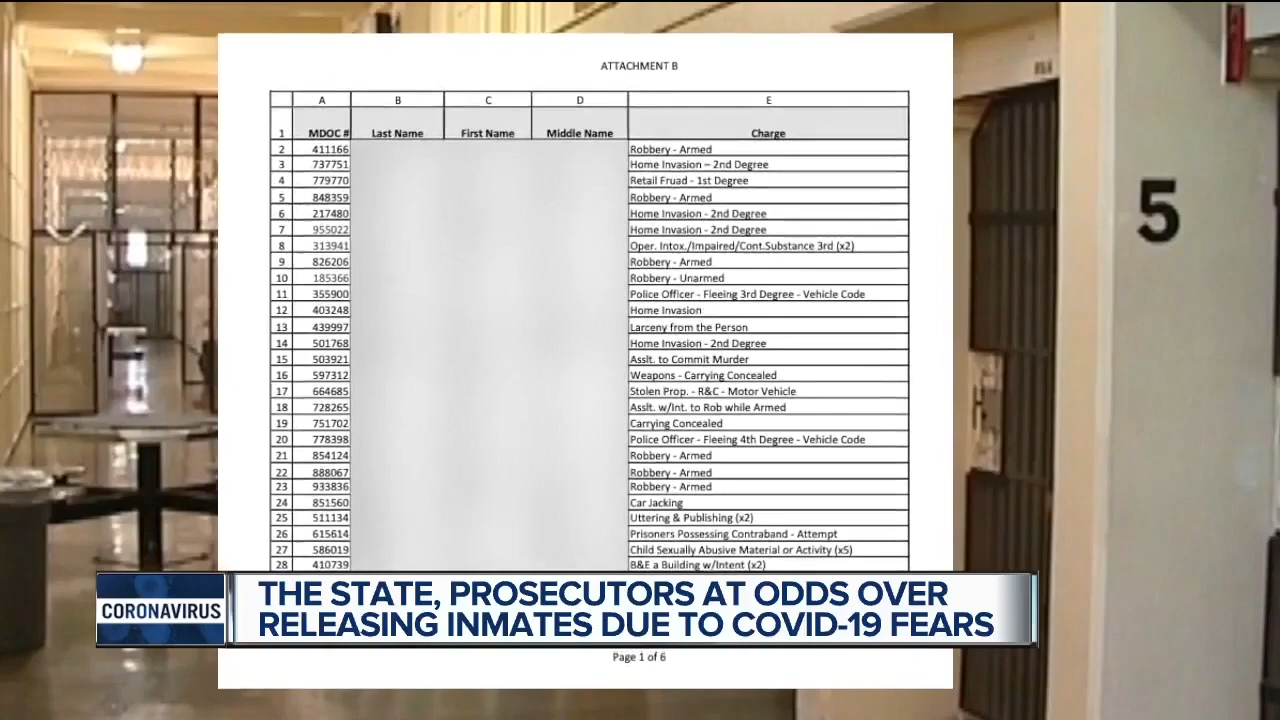 ATTACHMENT B
A B C D E
1 MDOC # Last Name First Name Middle Name Charge
2 411166 Robbery - Armed
3 737751 Home Invasion – 2nd Degree
4 779770 Retail Fruad - 1st Degree
5 848359 Robbery - Armed
6 217480 Home Invasion - 2nd Degree
7 955022 Home Invasion - 2nd Degree
8 313941 Oper. Intox./Impaired/Cont.Substance 3rd (x2)
9 826206 Robbery - Armed
10 185366 Robbery - Unarmed
11 355900 Police Officer - Fleeing 3rd Degree - Vehicle Code
12 403248 Home Invasion
13 439997 Larceny from the Person
14 501768 Home Invasion - 2nd Degree
15 503921 Asslt. to Commit Murder
16 597312 Weapons - Carrying Concealed
17 664685 Stolen Prop. - R&C - Motor Vehicle
18 728265 Asslt. w/Int. to Rob while Armed
19 751702 Carrying Concealed
20 778398 Police Officer - Fleeing 4th Degree - Vehicle Code
21 854124 Robbery - Armed
22 888067 Robbery - Armed
23 933836 Robbery - Armed
24 851560 Car Jacking
25 511134 Uttering & Publishing (x2)
26 615614 Prisoners Possessing Contraband - Attempt
27 586019 Child Sexually Abusive Material or Activity (x5)
28 410739 B&E a Building w/Intent (x2)
5
CORONAVIRUS
THE STATE, PROSECUTORS AT ODDS OVER
RELEASING INMATES DUE TO COVID-19 FEARS
Page 1 of 6